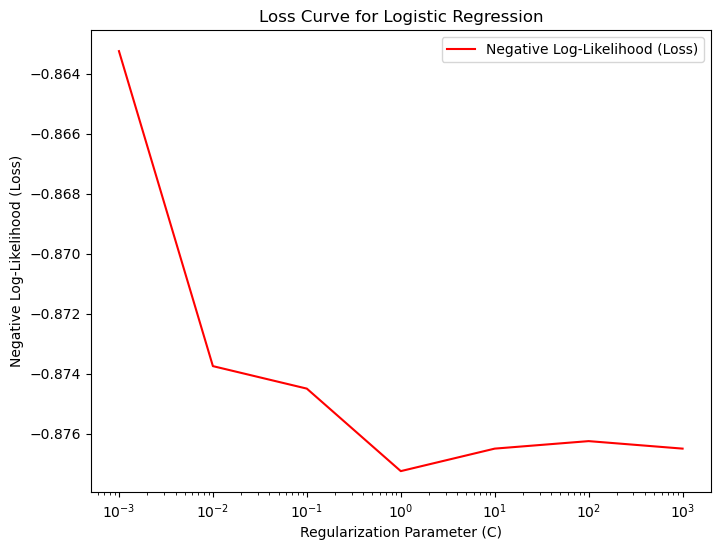 Loss Curve for Logistic Regression
Negative Log-Likelihood (Loss)
−0.864
−0.866
−0.868
−0.870
−0.872
−0.874
−0.876
Negative Log-Likelihood (Loss)
10⁻³ 10⁻² 10⁻¹ 10⁰ 10¹ 10² 10³
Regularization Parameter (C)